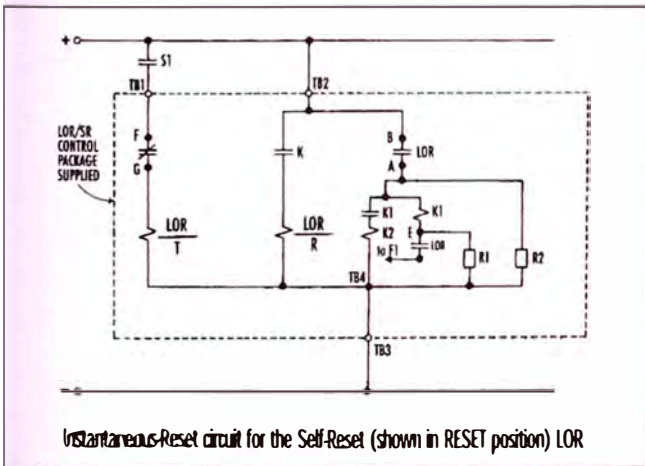 +
S1
TB1
TB2
LOR/SR
CONTROL
PACKAGE
SUPPLIED
F
G
LOR
T
K
LOR
R
B
LOR
A
K1
K2
K1
E
LOR
To F1
R1
R2
TB4
TB3
-
Instantaneous-Reset circuit for the Self-Reset (shown in RESET position) LOR